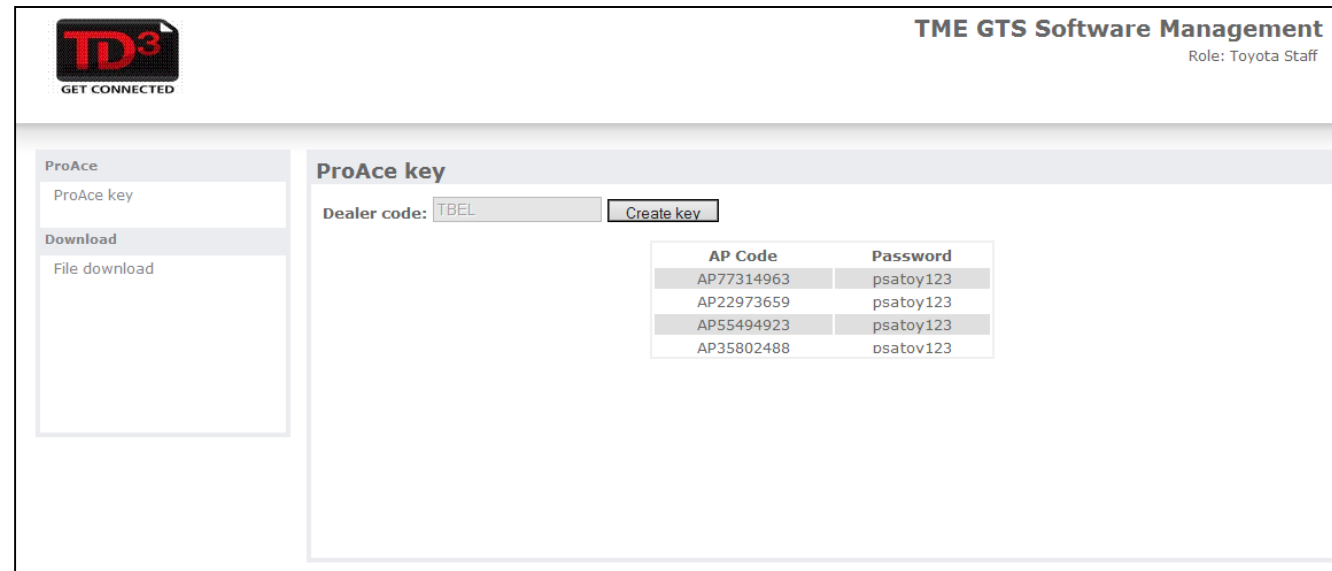 TD3
GET CONNECTED
TME GTS Software Management
Role: Toyota Staff
ProAce
ProAce key
Download
File download
ProAce key
Dealer code: TBEL Create key
AP Code Password
AP77314963 psatoy123
AP22973659 psatoy123
AP55494923 psatoy123
AP35802488 psatoy123